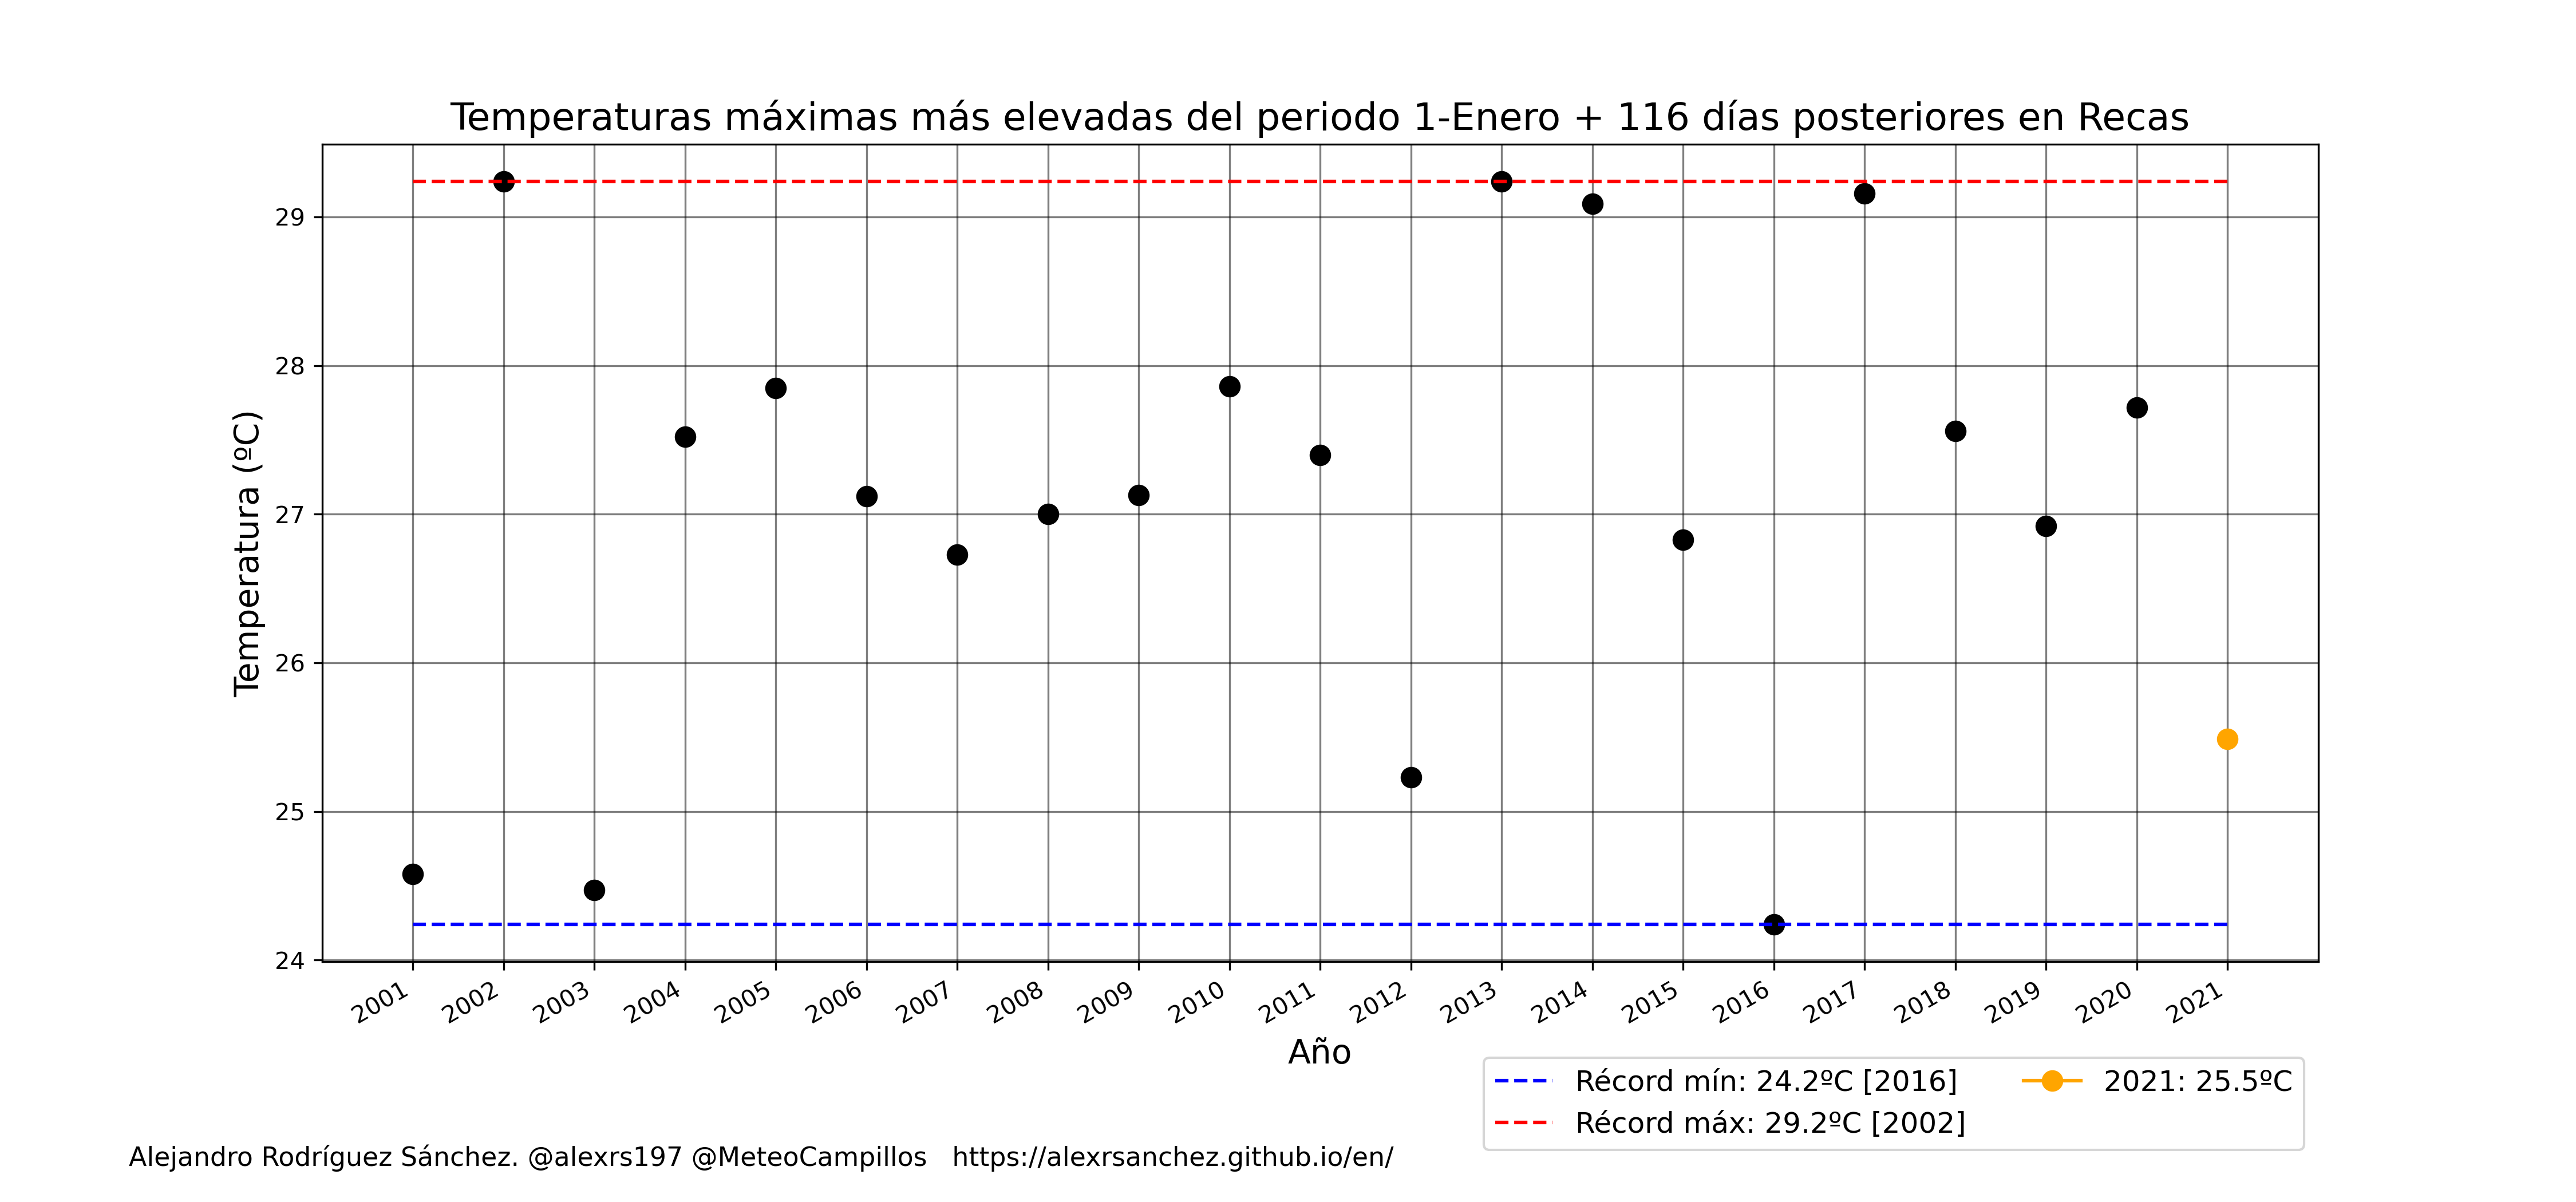 Temperaturas máximas más elevadas del periodo 1-Enero + 116 días posteriores en Recas
Temperatura (ºC)
29
28
27
26
25
24
2001 2002 2003 2004 2005 2006 2007 2008 2009 2010 2011 2012 2013 2014 2015 2016 2017 2018 2019 2020 2021
Año
Récord mín: 24.2ºC [2016] 2021: 25.5ºC
Récord máx: 29.2ºC [2002]
Alejandro Rodríguez Sánchez. @alexrs197 @MeteoCampillos https://alexrsanchez.github.io/en/